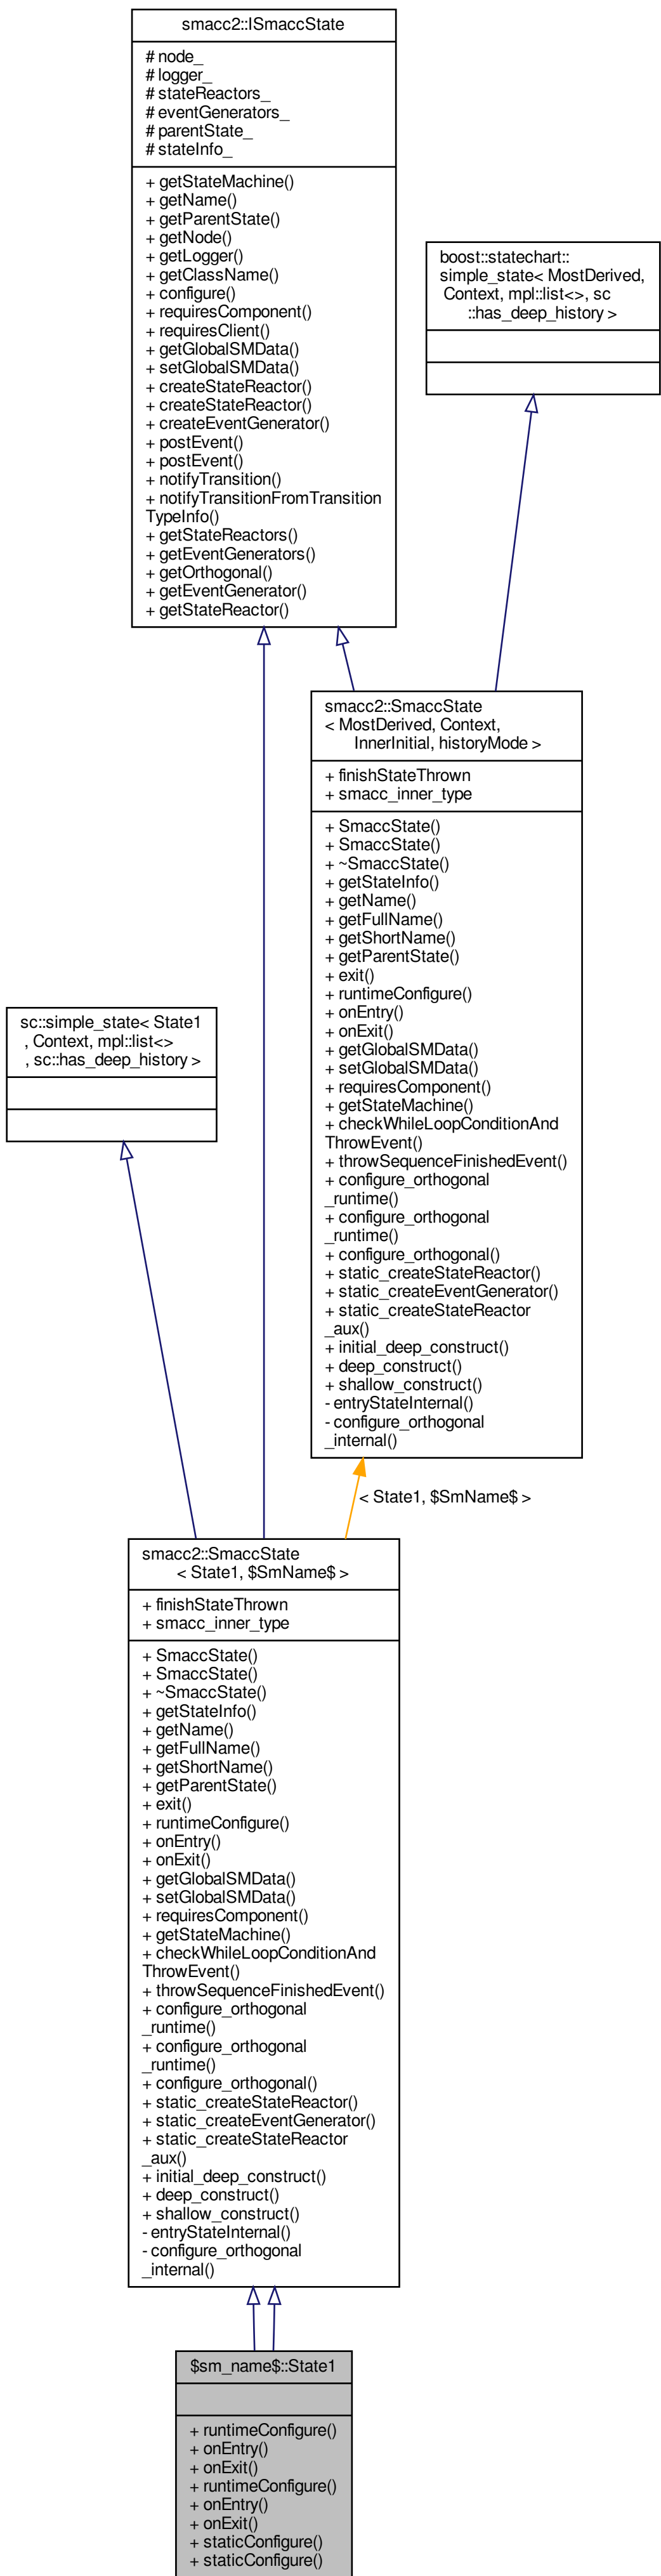 smacc2::ISmaccState
# node_
# logger_
# stateReactors_
# eventGenerators_
# parentState_
# stateInfo_
+ getStateMachine()
+ getName()
+ getParentState()
+ getNode()
+ getLogger()
+ getClassName()
+ configure()
+ requiresComponent()
+ requiresClient()
+ getGlobalSMData()
+ setGlobalSMData()
+ createStateReactor()
+ createStateReactor()
+ createEventGenerator()
+ postEvent()
+ postEvent()
+ notifyTransition()
+ notifyTransitionFromTransition
TypeInfo()
+ getStateReactors()
+ getEventGenerators()
+ getOrthogonal()
+ getEventGenerator()
+ getStateReactor()
boost::statechart::
simple_state< MostDerived,
Context, mpl::list<>, sc
::has_deep_history >
smacc2::SmaccState
< MostDerived, Context,
InnerInitial, historyMode >
+ finishStateThrown
+ smacc_inner_type
+ SmaccState()
+ SmaccState()
+ ~SmaccState()
+ getStateInfo()
+ getName()
+ getFullName()
+ getShortName()
+ getParentState()
+ exit()
+ runtimeConfigure()
+ onEntry()
+ onExit()
+ getGlobalSMData()
+ setGlobalSMData()
+ requiresComponent()
+ getStateMachine()
+ checkWhileLoopConditionAnd
ThrowEvent()
+ throwSequenceFinishedEvent()
+ configure_orthogonal
_runtime()
+ configure_orthogonal
_runtime()
+ configure_orthogonal()
+ static_createStateReactor()
+ static_createEventGenerator()
+ static_createStateReactor
_aux()
+ initial_deep_construct()
+ deep_construct()
+ shallow_construct()
- entryStateInternal()
- configure_orthogonal
_internal()
sc::simple_state< State1
, Context, mpl::list<>
, sc::has_deep_history >
< State1, $SmName$ >
smacc2::SmaccState
< State1, $SmName$ >
+ finishStateThrown
+ smacc_inner_type
+ SmaccState()
+ SmaccState()
+ ~SmaccState()
+ getStateInfo()
+ getName()
+ getFullName()
+ getShortName()
+ getParentState()
+ exit()
+ runtimeConfigure()
+ onEntry()
+ onExit()
+ getGlobalSMData()
+ setGlobalSMData()
+ requiresComponent()
+ getStateMachine()
+ checkWhileLoopConditionAnd
ThrowEvent()
+ throwSequenceFinishedEvent()
+ configure_orthogonal
_runtime()
+ configure_orthogonal
_runtime()
+ configure_orthogonal()
+ static_createStateReactor()
+ static_createEventGenerator()
+ static_createStateReactor
_aux()
+ initial_deep_construct()
+ deep_construct()
+ shallow_construct()
- entryStateInternal()
- configure_orthogonal
_internal()
$sm_name$::State1
+ runtimeConfigure()
+ onEntry()
+ onExit()
+ runtimeConfigure()
+ onEntry()
+ onExit()
+ staticConfigure()
+ staticConfigure()